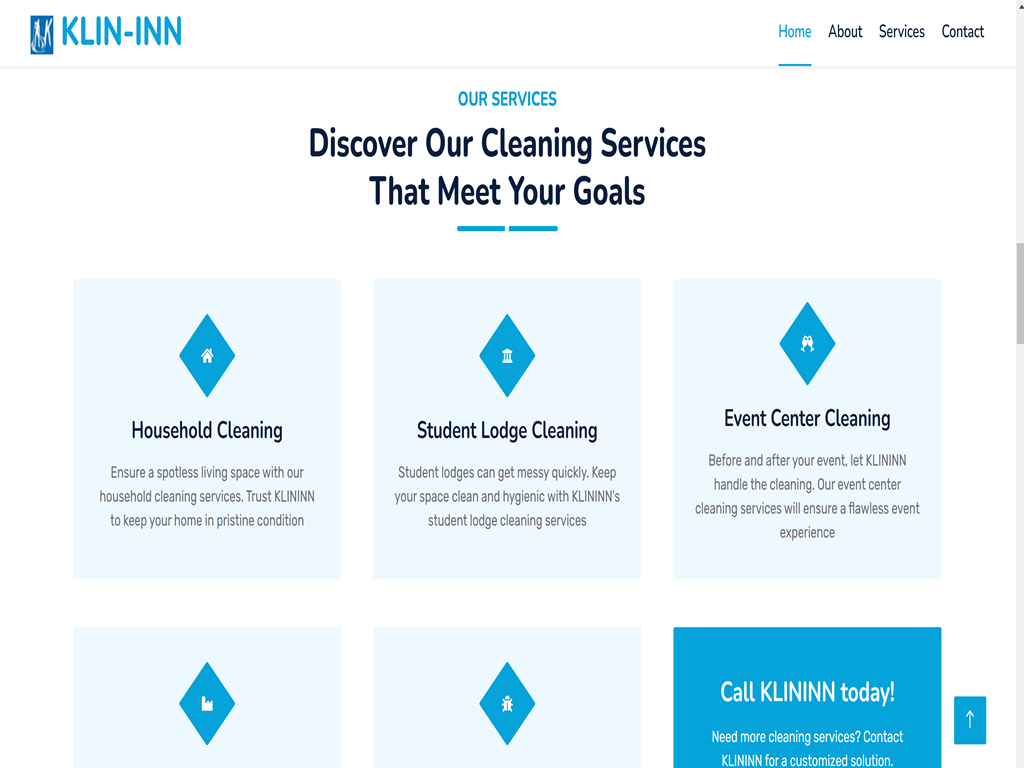 KLIN-INN
Home About Services Contact
OUR SERVICES
Discover Our Cleaning Services
That Meet Your Goals
Household Cleaning
Ensure a spotless living space with our
household cleaning services. Trust KLININN
to keep your home in pristine condition
Student Lodge Cleaning
Student lodges can get messy quickly. Keep
your space clean and hygienic with KLININN's
student lodge cleaning services
Event Center Cleaning
Before and after your event, let KLININN
handle the cleaning. Our event center
cleaning services will ensure a flawless event
experience
Call KLININN today!
Need more cleaning services? Contact
KLININN for a customized solution.